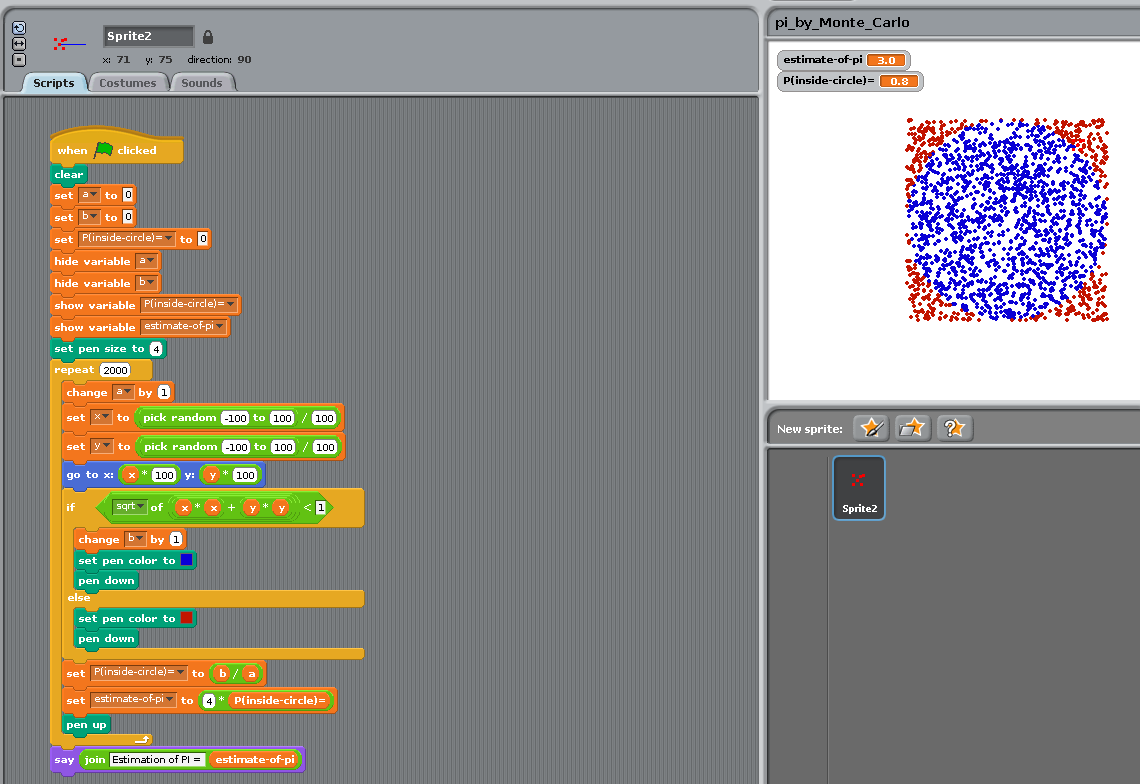 Sprite2
x: 71 y: 75 direction: 90
Scripts Costumes Sounds
when clicked
clear
set a to 0
set b to 0
set P(inside-circle)= to 0
hide variable a
hide variable b
show variable P(inside-circle)=
show variable estimate-of-pi
set pen size to 4
repeat 2000
change a by 1
set x to pick random -100 to 100 / 100
set y to pick random -100 to 100 / 100
go to x: x * 100 y: y * 100
if sqrt of x * x + y * y < 1
change b by 1
set pen color to
pen down
else
set pen color to
pen down
set P(inside-circle)= to b / a
set estimate-of-pi to 4 * P(inside-circle)=
pen up
say join Estimation of PI = estimate-of-pi
pi_by_Monte_Carlo
estimate-of-pi 3.0
P(inside-circle)= 0.8
New sprite:
Sprite2